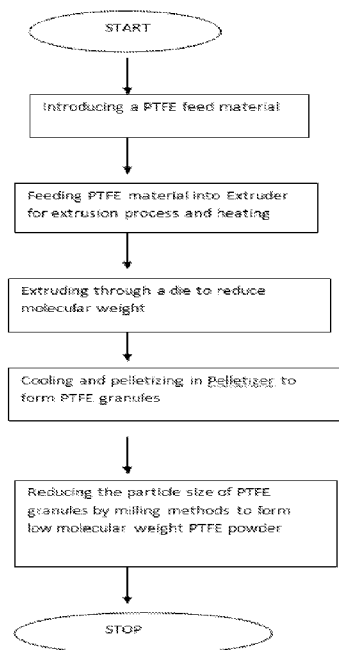 START
Introducing a PTFE feed material
Feeding PTFE material into Extruder
for extrusion process and heating
Extruding through a die to reduce
molecular weight
Cooling and pelletizing in Pelletizer to
form PTFE granules
Reducing the particle size of PTFE
granules by milling methods to form
low molecular weight PTFE powder
STOP